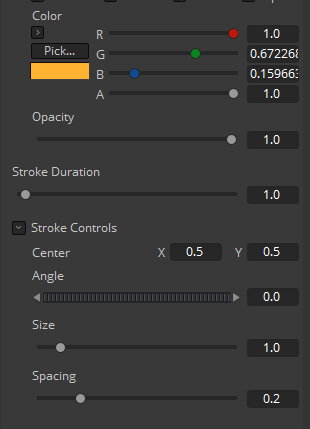 Color
R 1.0
Pick... G 0.672268
B 0.159663
A 1.0
Opacity
1.0
Stroke Duration
1.0
Stroke Controls
Center X 0.5 Y 0.5
Angle
0.0
Size
1.0
Spacing
0.2